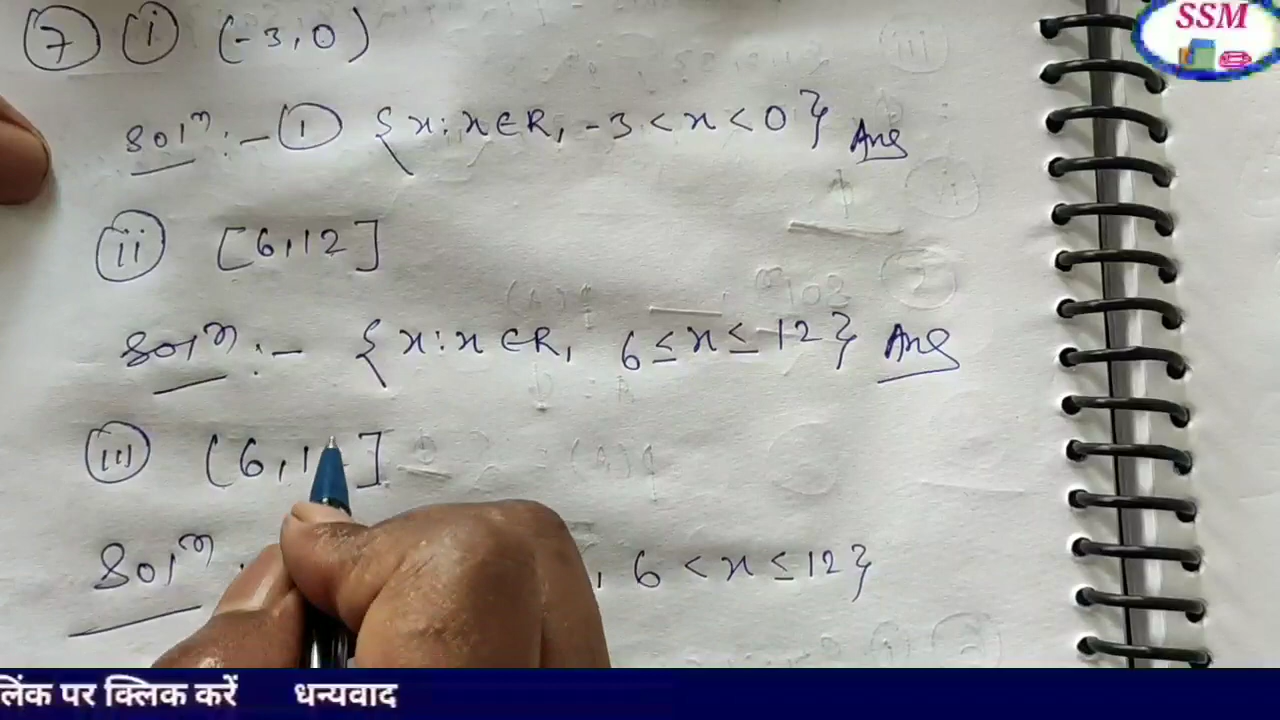 7 i (-3,0)
Solⁿ :- i {x : x ∈ R, -3 < x < 0} Ans
ii [6,12]
Solⁿ :- {x : x ∈ R, 6 ≤ x ≤ 12} Ans
iii (6,1 ]
Solⁿ , 6 < x ≤ 12}
SSM
लिंक पर क्लिक करें धन्यवाद